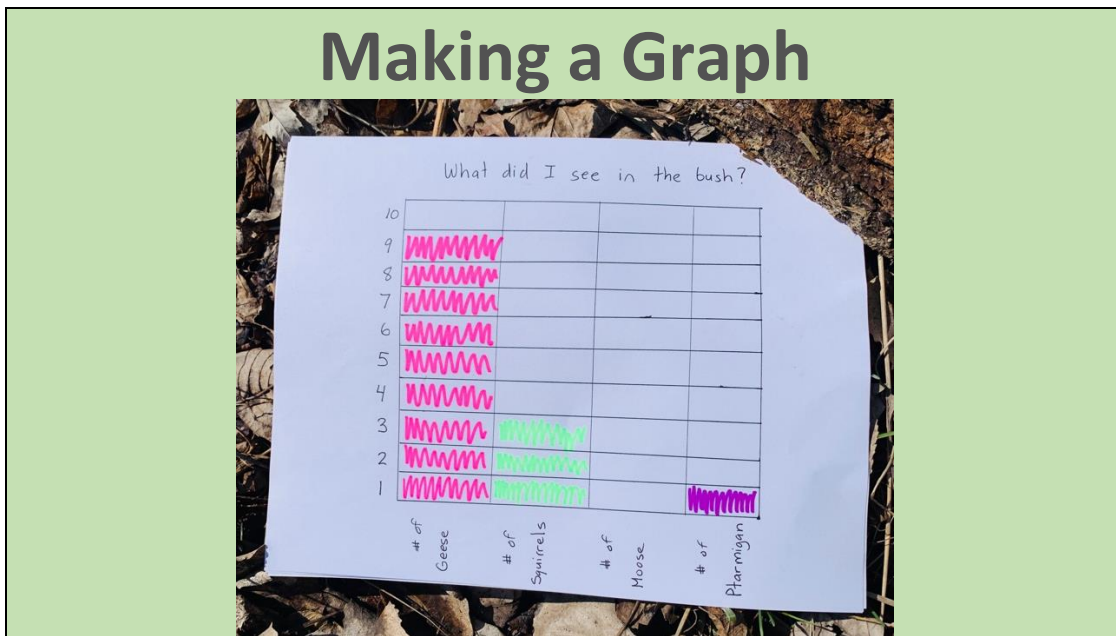 Making a Graph
What did I see in the bush?
10
9
8
7
6
5
4
3
2
1
# of
Geese
# of
Squirrels
# of
Moose
# of
Ptarmigan